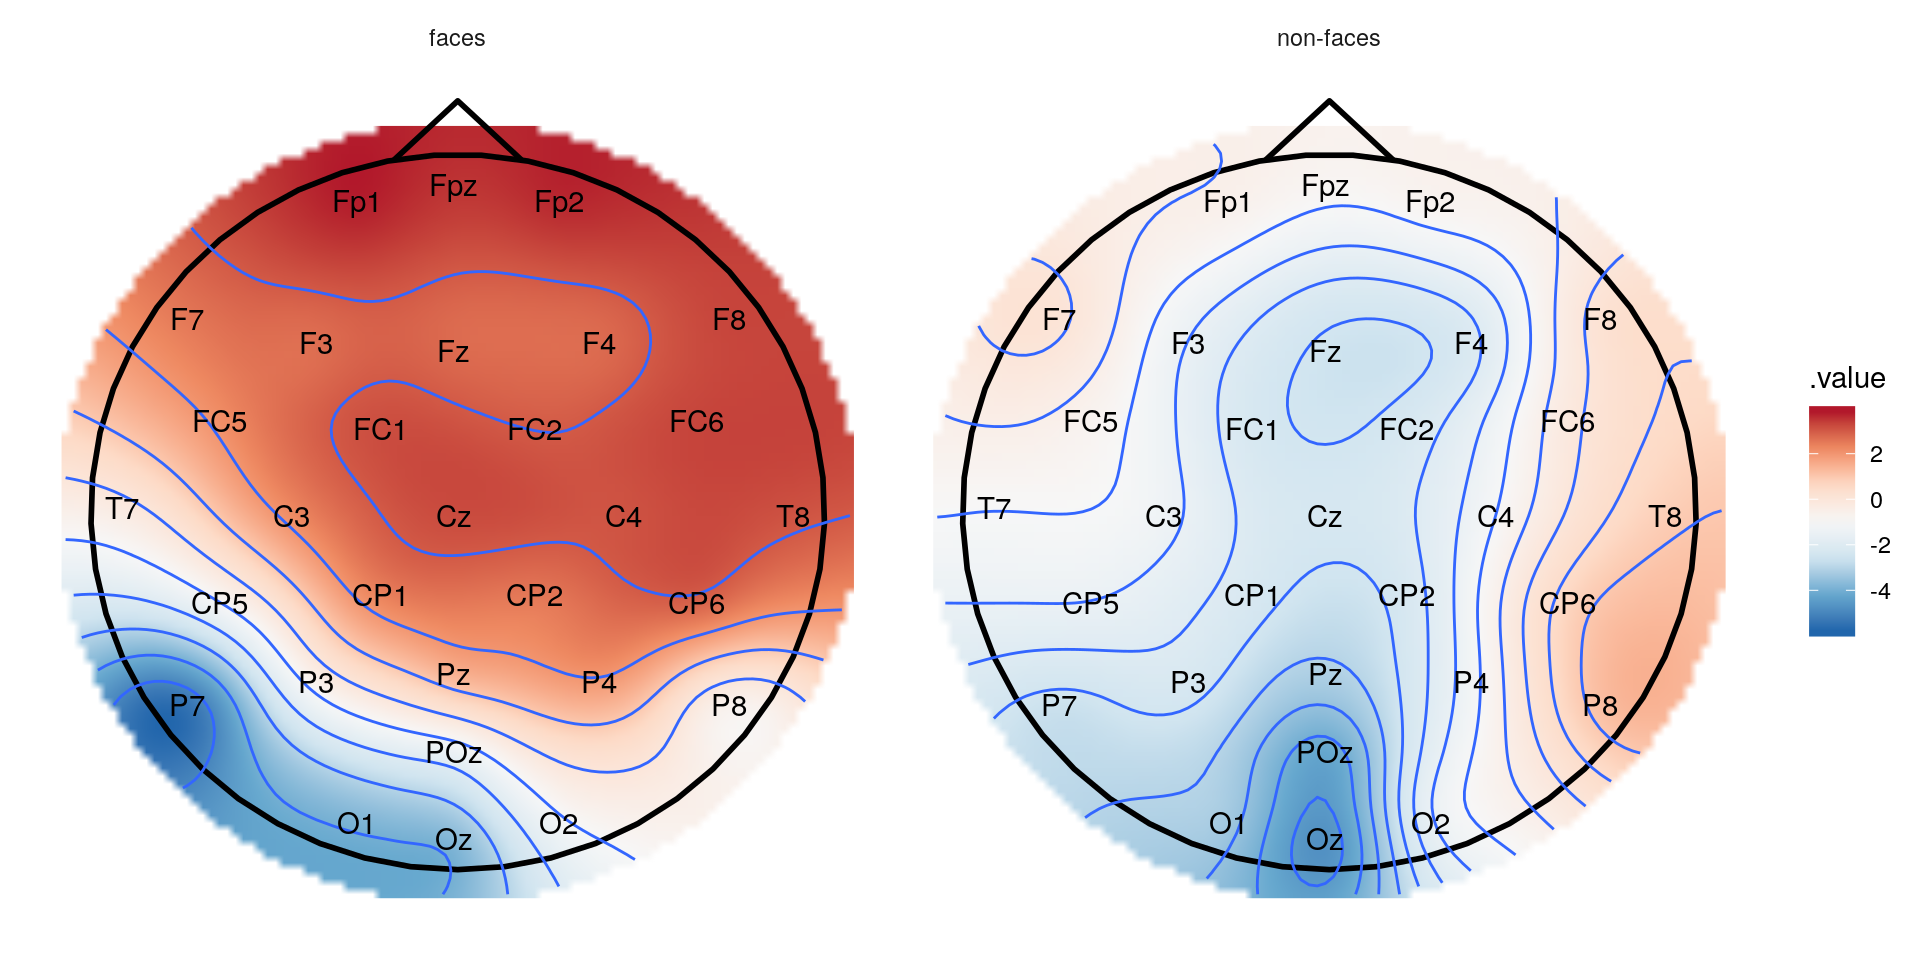 faces
Fp1 Fpz Fp2
F7 F3 Fz F4 F8
FC5 FC1 FC2 FC6
T7 C3 Cz C4 T8
CP5 CP1 CP2 CP6
P7 P3 Pz P4 P8
POz
O1 Oz O2
non-faces
Fp1 Fpz Fp2
F7 F3 Fz F4 F8
FC5 FC1 FC2 FC6
T7 C3 Cz C4 T8
CP5 CP1 CP2 CP6
P7 P3 Pz P4 P8
POz
O1 Oz O2
.value
2
0
-2
-4